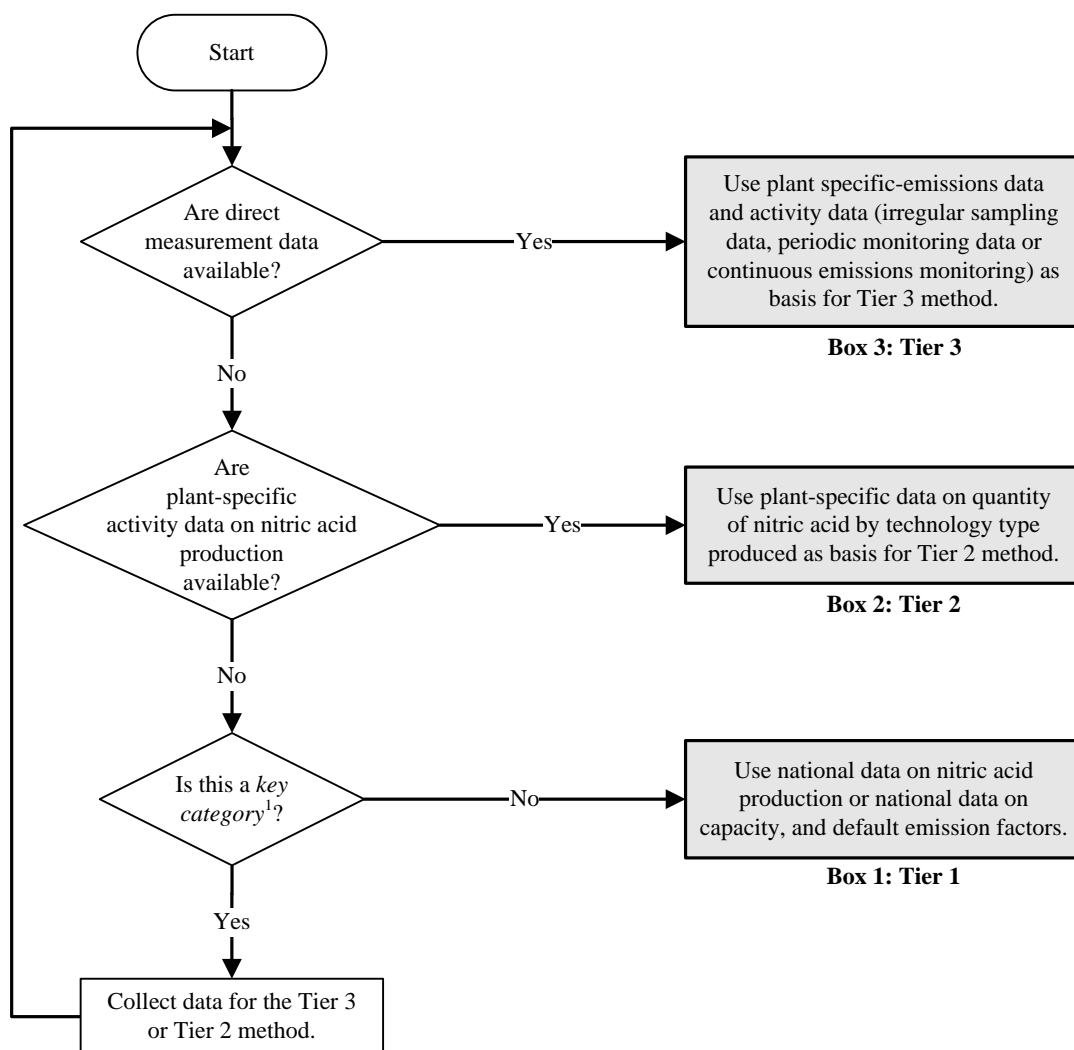 Start
Are direct
measurement data
available?
Yes
Use plant specific-emissions data
and activity data (irregular sampling
data, periodic monitoring data or
continuous emissions monitoring) as
basis for Tier 3 method.
Box 3: Tier 3
No
Are
plant-specific
activity data on nitric acid
production
available?
Yes
Use plant-specific data on quantity
of nitric acid by technology type
produced as basis for Tier 2 method.
Box 2: Tier 2
No
Is this a key
category¹?
No
Use national data on nitric acid
production or national data on
capacity, and default emission factors.
Box 1: Tier 1
Yes
Collect data for the Tier 3
or Tier 2 method.